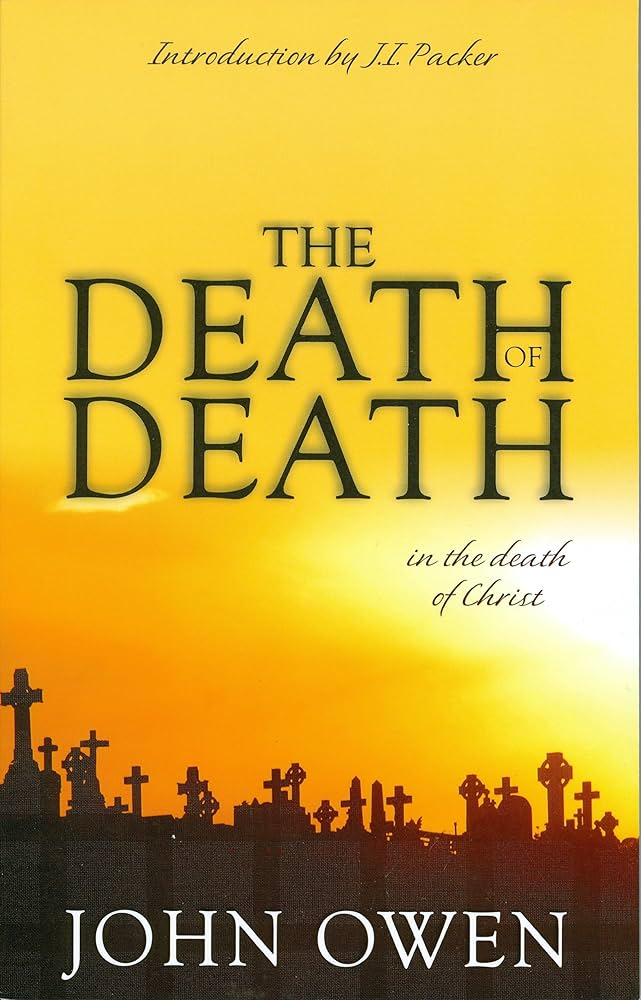 Introduction by J.I. Packer
THE
DEATH
OF
DEATH
in the death
of Christ
JOHN OWEN